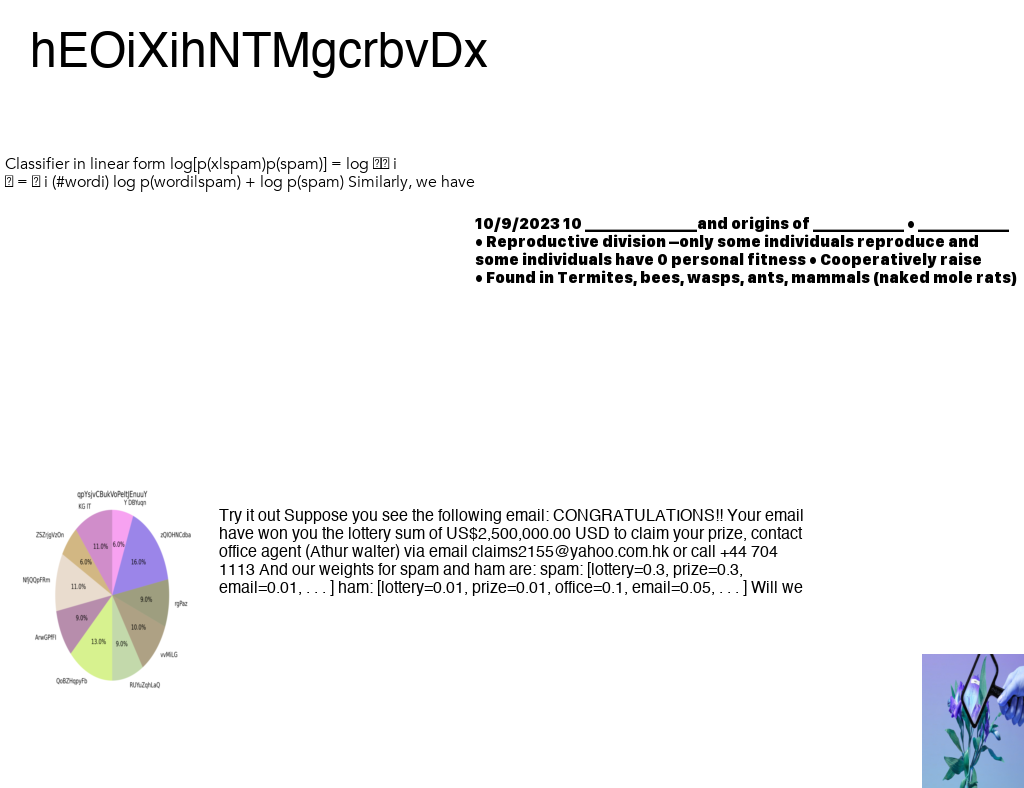 hEOiXihNTMgcrbvDx
Classifier in linear form log[p(xlspam)p(spam)] = log i
= i (#wordi) log p(wordilspam) + log p(spam) Similarly, we have
10/9/2023 10 _____________and origins of ___________ • ___________
• Reproductive division –only some individuals reproduce and
some individuals have 0 personal fitness • Cooperatively raise
• Found in Termites, bees, wasps, ants, mammals (naked mole rats)
qpYsjvCBukVoPeltJEnuuY
KG IT
Y DBYuqn
ZSZrjgVzOn
zQIOHNCdba
11.0%
6.0%
6.0%
16.0%
NfjQQpFRm
11.0%
9.0%
rgPaz
9.0%
10.0%
ArwGPfFI
13.0%
9.0%
vvMiLG
QoBZHqpyFb
RUYuZqhLaQ
Try it out Suppose you see the following email: CONGRATULATIONS!! Your email
have won you the lottery sum of US$2,500,000.00 USD to claim your prize, contact
office agent (Athur walter) via email claims2155@yahoo.com.hk or call +44 704
1113 And our weights for spam and ham are: spam: [lottery=0.3, prize=0.3,
email=0.01, . . . ] ham: [lottery=0.01, prize=0.01, office=0.1, email=0.05, . . . ] Will we